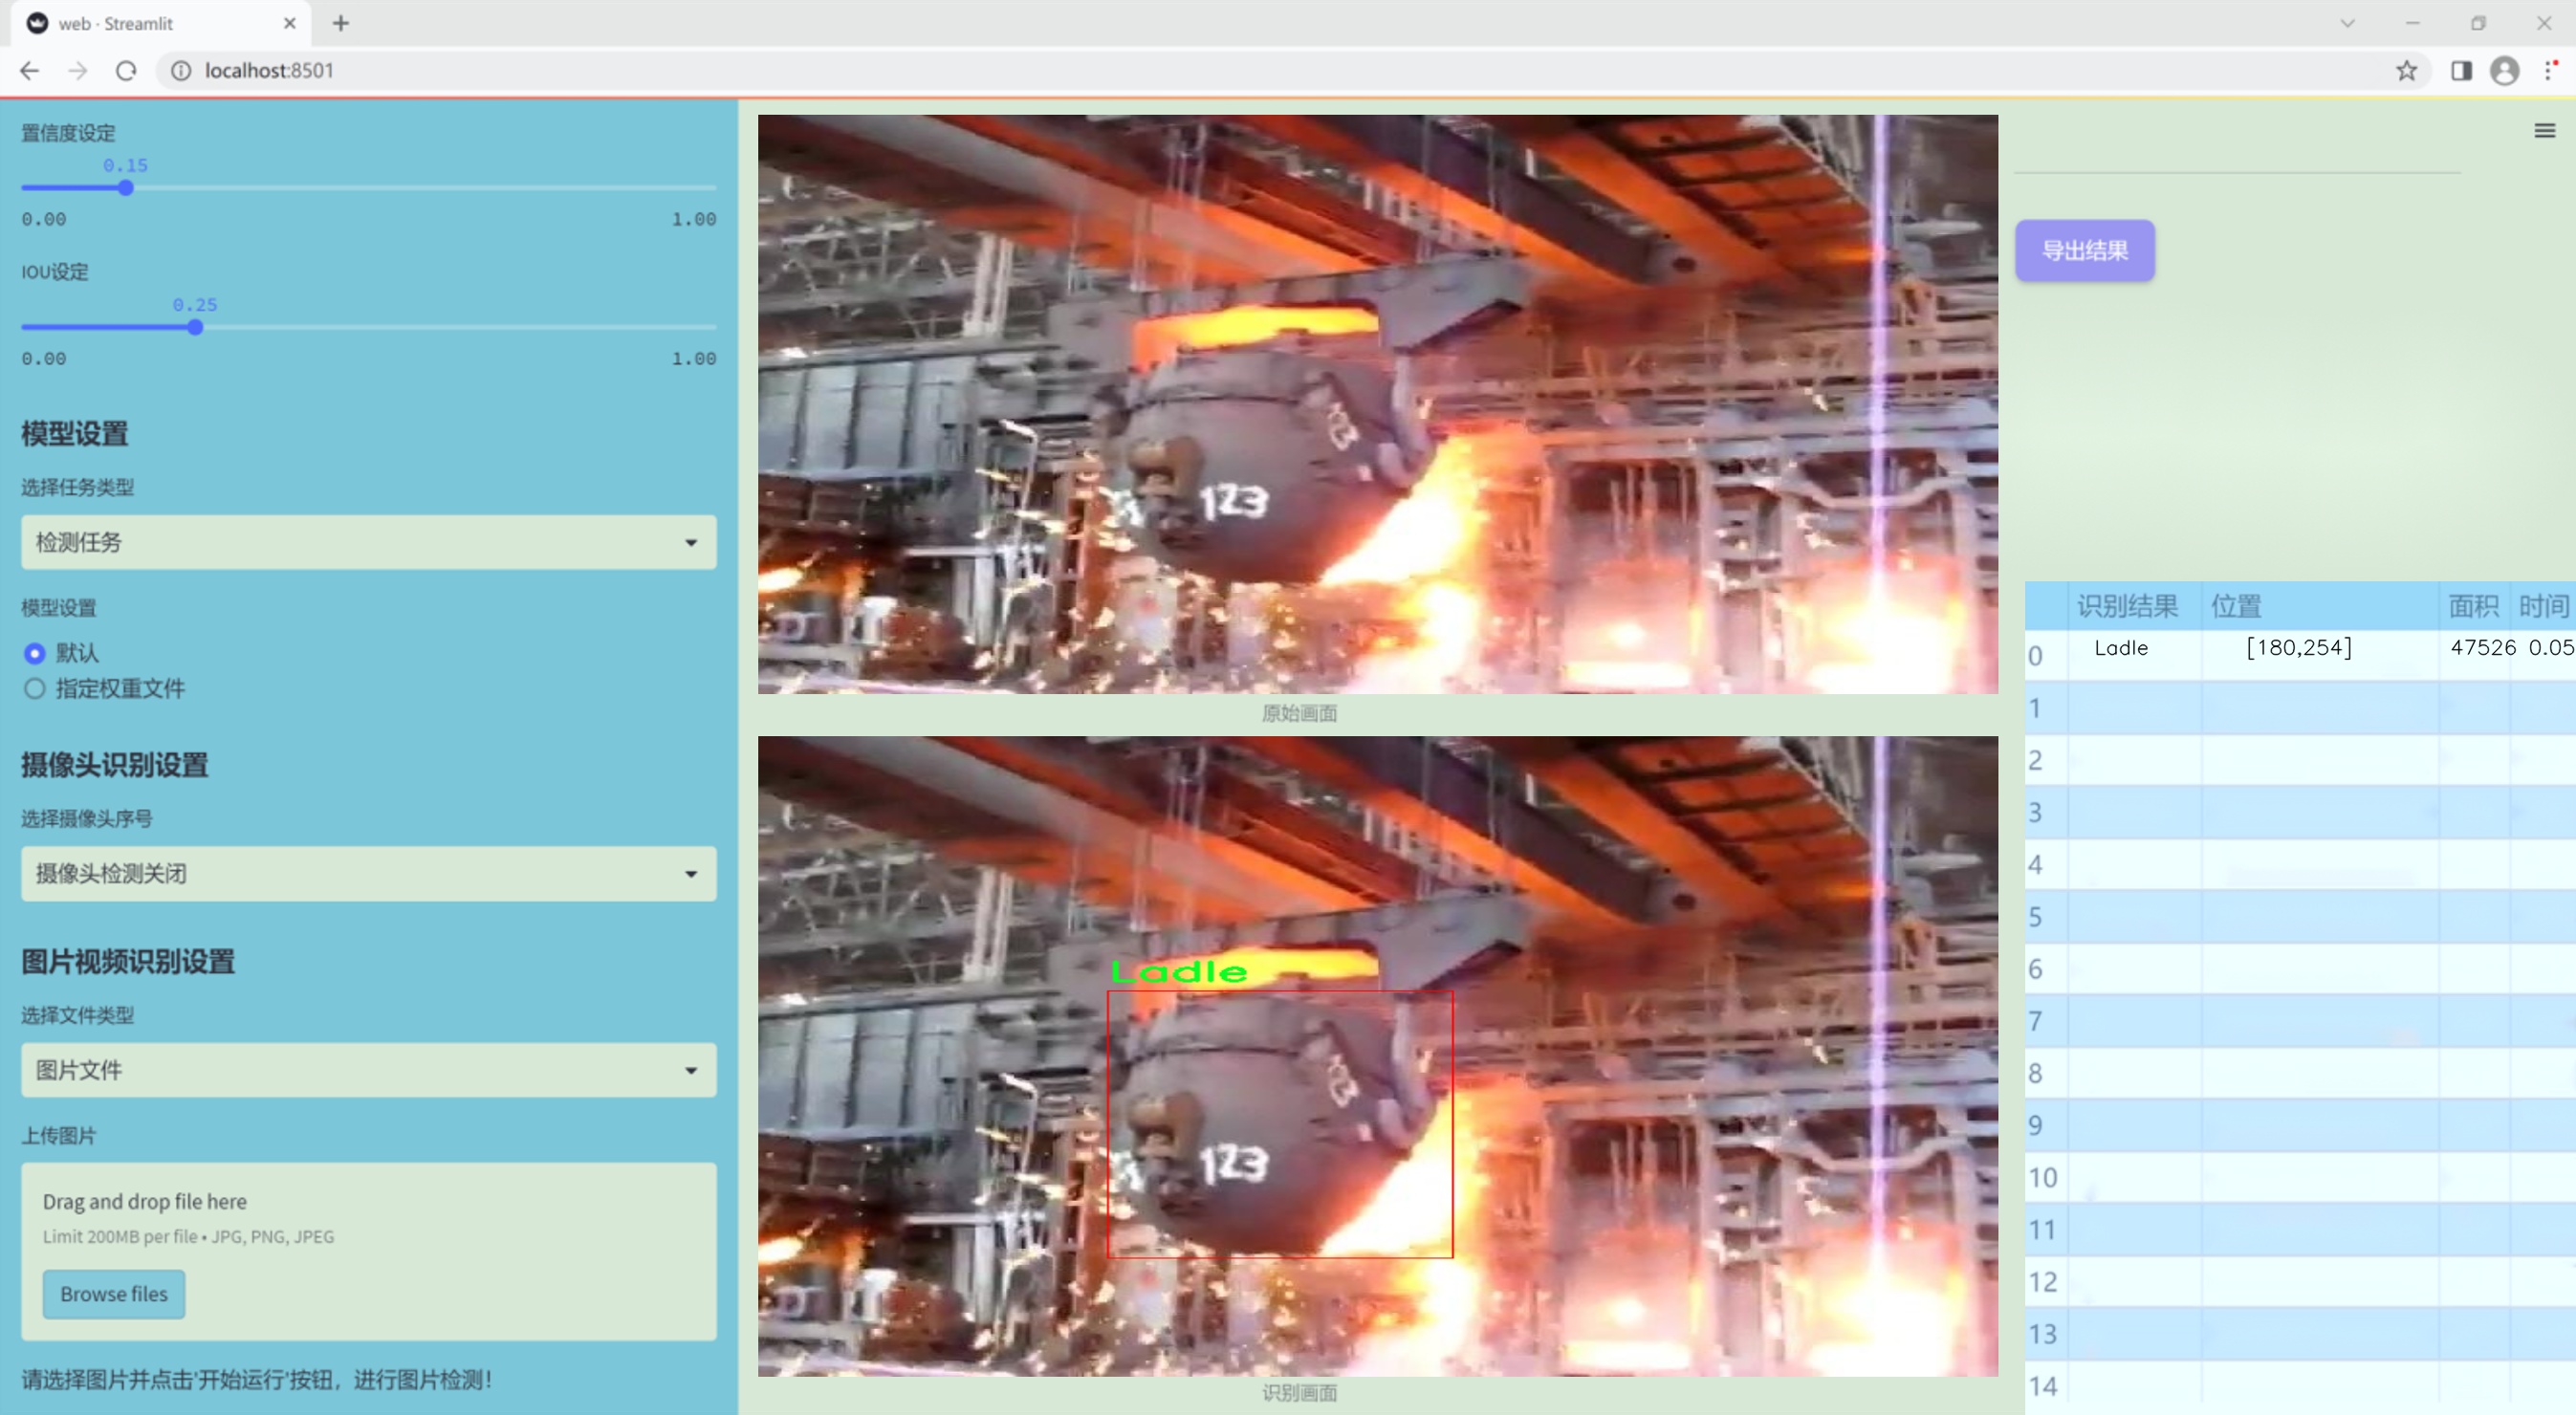 web · Streamlit
localhost:8501
置信度设定
0.15
0.00 1.00
IOU设定
0.25
0.00 1.00
模型设置
选择任务类型
检测任务
模型设置
默认
指定权重文件
摄像头识别设置
选择摄像头序号
摄像头检测关闭
图片视频识别设置
选择文件类型
图片文件
上传图片
Drag and drop file here
Limit 200MB per file • JPG, PNG, JPEG
Browse files
请选择图片并点击'开始运行'按钮，进行图片检测！
123
原始画面
Ladle
123
识别画面
导出结果
识别结果 位置 面积 时间
0 Ladle [180,254] 47526 0.05
1
2
3
4
5
6
7
8
9
10
11
12
13
14